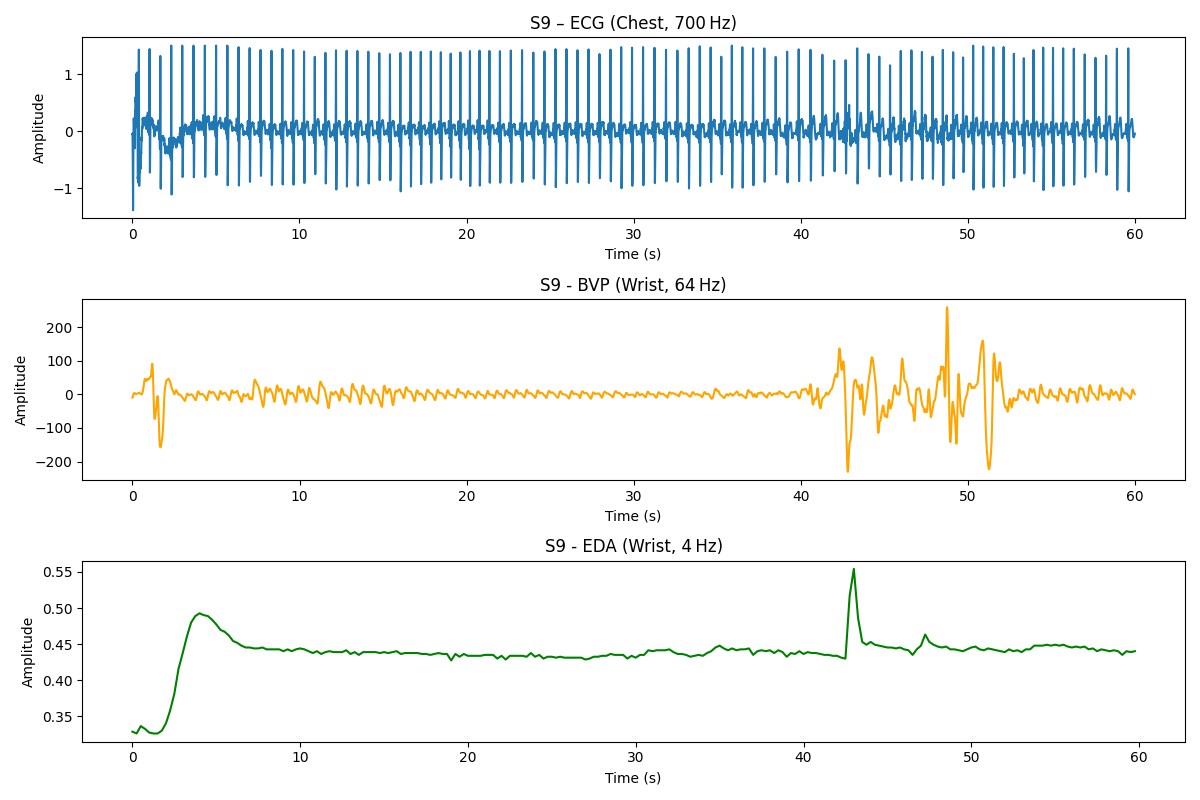 S9 – ECG (Chest, 700 Hz)
Amplitude
1
0
−1
0 10 20 30 40 50 60
Time (s)
S9 - BVP (Wrist, 64 Hz)
Amplitude
200
100
0
−100
−200
0 10 20 30 40 50 60
Time (s)
S9 - EDA (Wrist, 4 Hz)
Amplitude
0.55
0.50
0.45
0.40
0.35
0 10 20 30 40 50 60
Time (s)